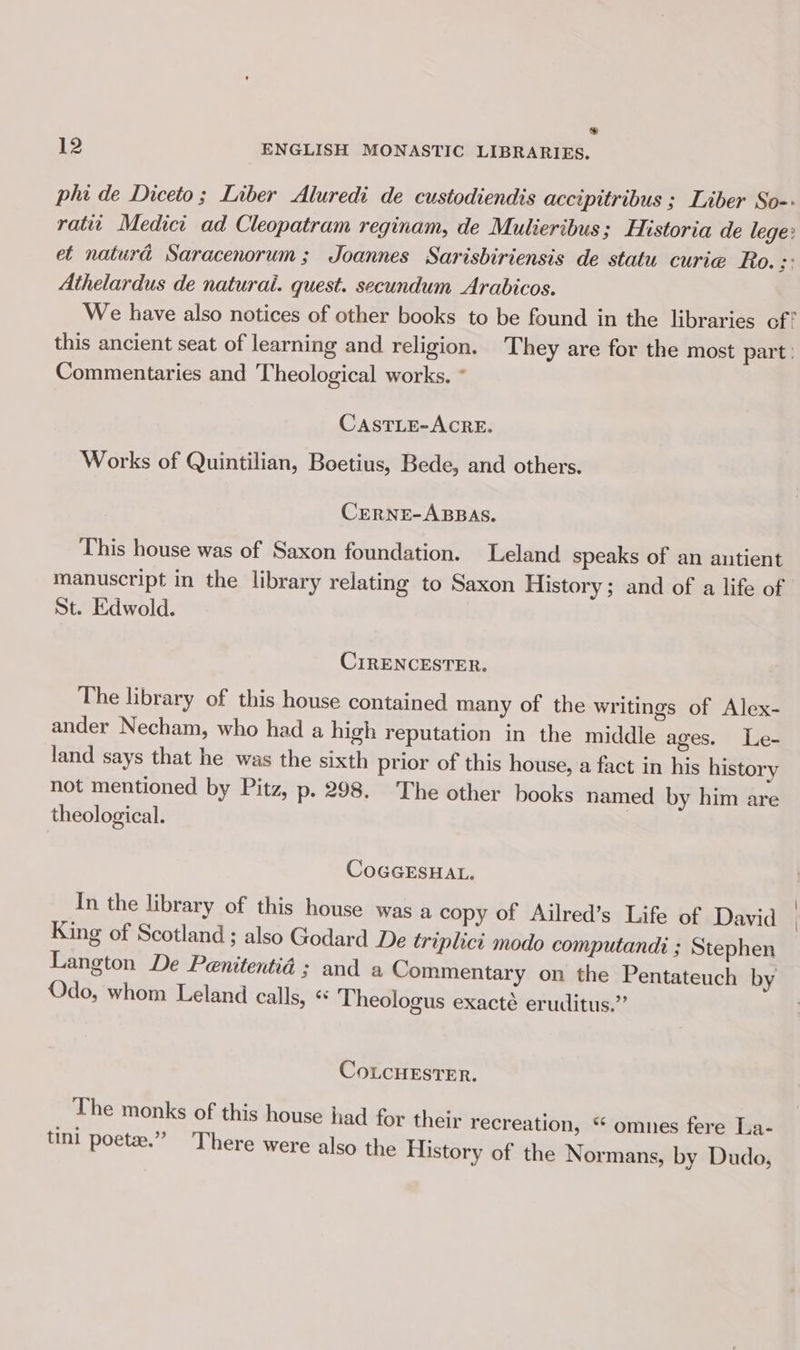 12 ENGLISH MONASTIC LIBRARIES.
phi de Diceto; Liber Aluredi de custodiendis accipitribus; Liber So-
ratii Medici ad Cleopatram reginam, de Mulieribus; Historia de lege
et naturâ Saracenorum; Joannes Sarisbiriensis de statu curiæ Ro.;
Athelardus de natural. quest. secundum Arabicos.
We have also notices of other books to be found in the libraries of
this ancient seat of learning and religion. They are for the most part
Commentaries and Theological works.
CASTLE-ACRE.
Works of Quintilian, Boetius, Bede, and others.
CERNE-ABBAS.
This house was of Saxon foundation. Leland speaks of an antient
manuscript in the library relating to Saxon History; and of a life of
St. Edwold.
CIRENCESTER.
The library of this house contained many of the writings of Alex-
ander Necham, who had a high reputation in the middle ages. Le-
land says that he was the sixth prior of this house, a fact in his history
not mentioned by Pitz, p. 298. The other books named by him are
theological.
COGGESHAL.
In the library of this house was a copy of Ailred's Life of David
King of Scotland; also Godard De triplici modo computandi; Stephen
Langton De Pœnitentiâ; and a Commentary on the Pentateuch by
Odo, whom Leland calls, “Theologus exactè eruditus.”
COLCHESTER.
The monks of this house had for their recreation, “omnes fere La-
tini poetæ.” There were also the History of the Normans, by Dudo,